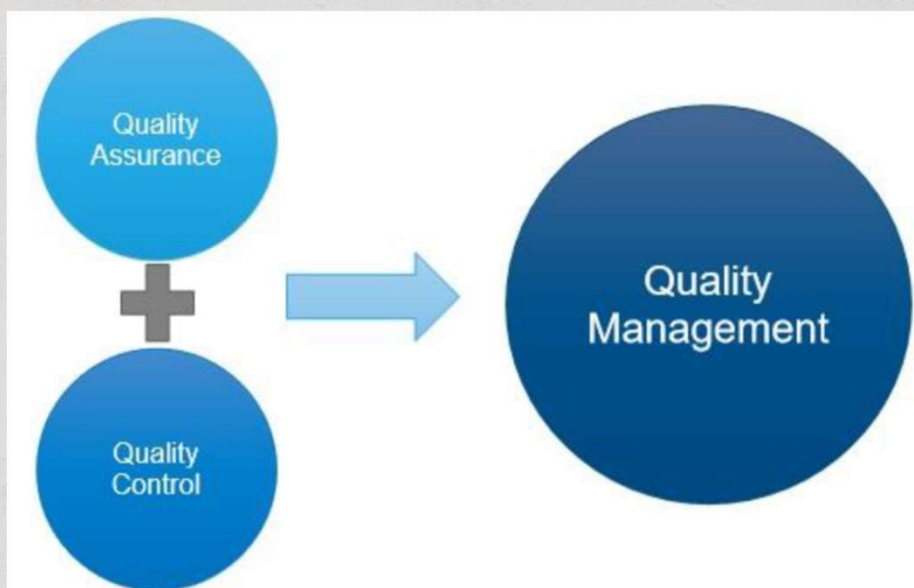 Quality
Assurance
Quality
Control
Quality
Management